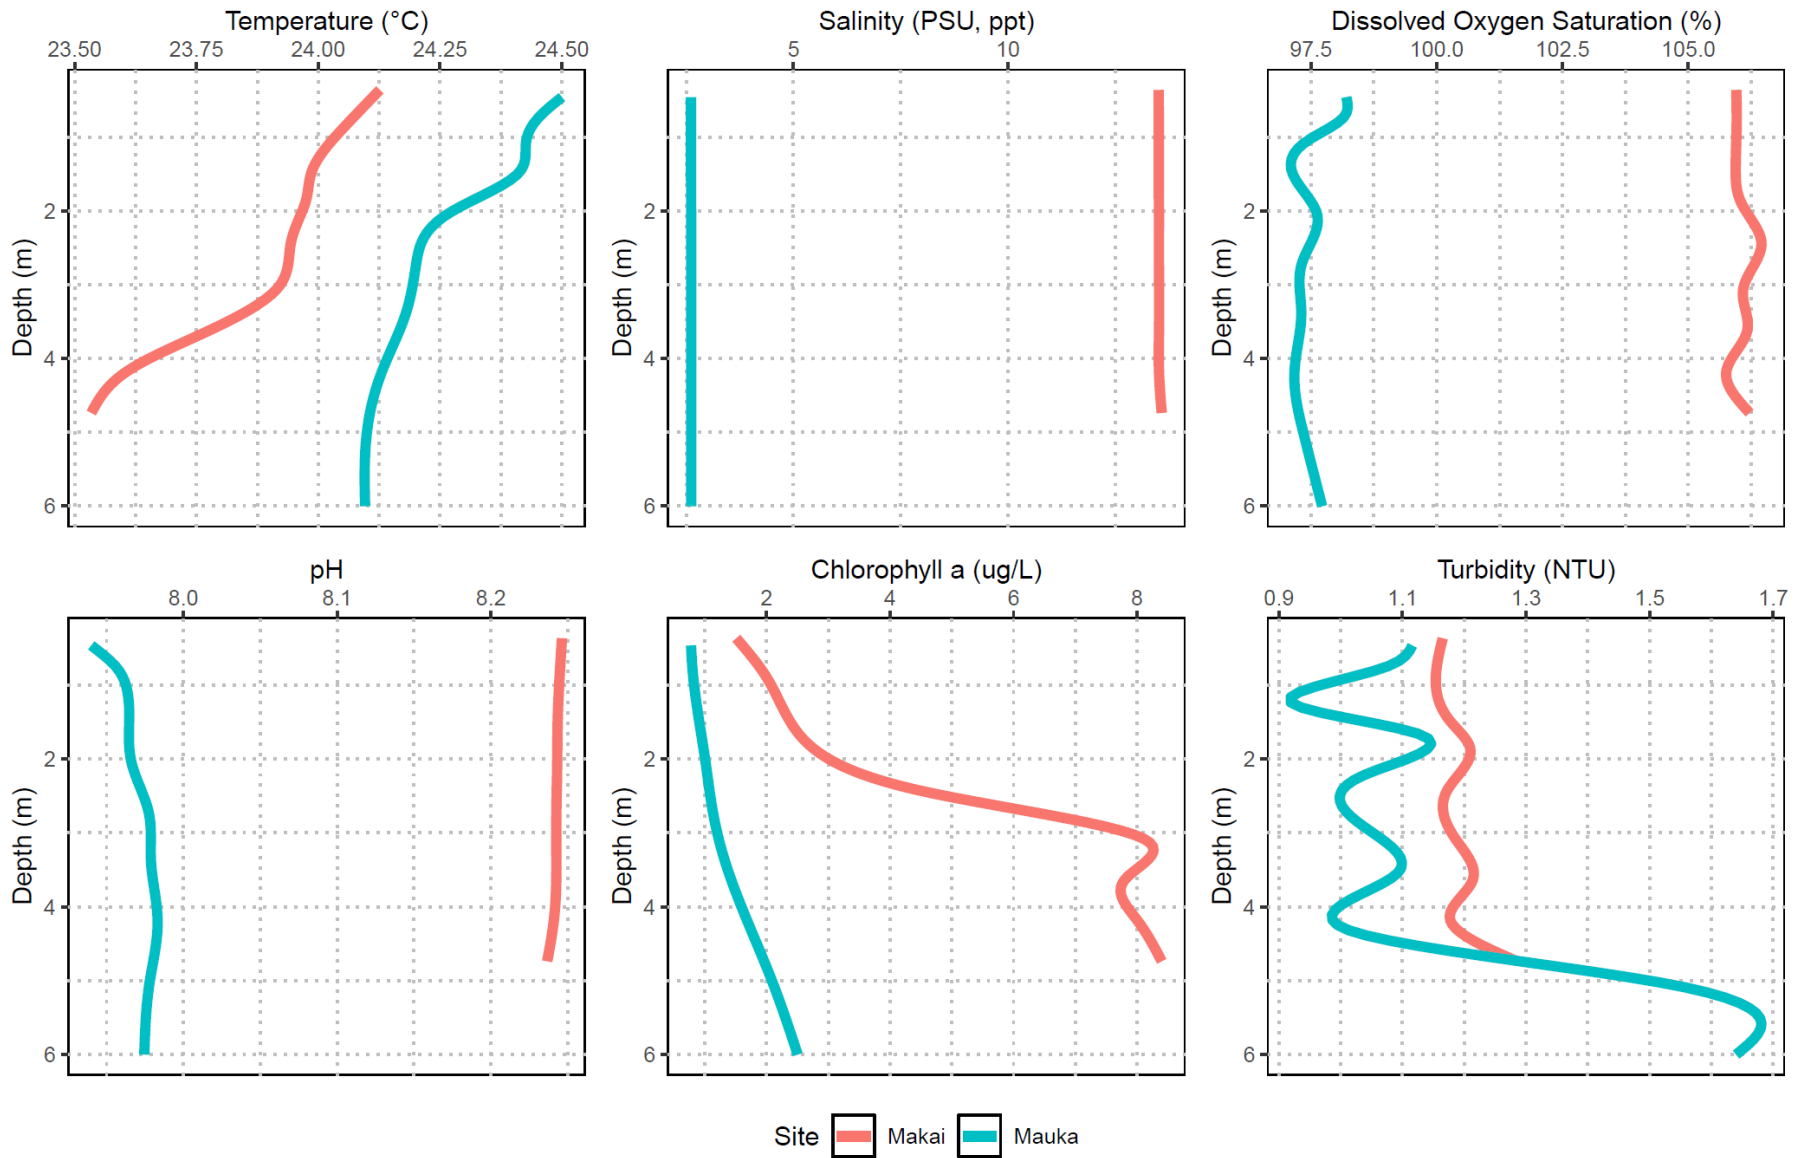 Temperature (°C) Salinity (PSU, ppt) Dissolved Oxygen Saturation (%)
23.50 23.75 24.00 24.25 24.50 5 10 97.5 100.0 102.5 105.0
Depth (m) Depth (m) Depth (m)
2 2 2
4 4 4
6 6 6
pH Chlorophyll a (ug/L) Turbidity (NTU)
8.0 8.1 8.2 2 4 6 8 0.9 1.1 1.3 1.5 1.7
Depth (m) Depth (m) Depth (m)
2 2 2
4 4 4
6 6 6
Site Makai Mauka